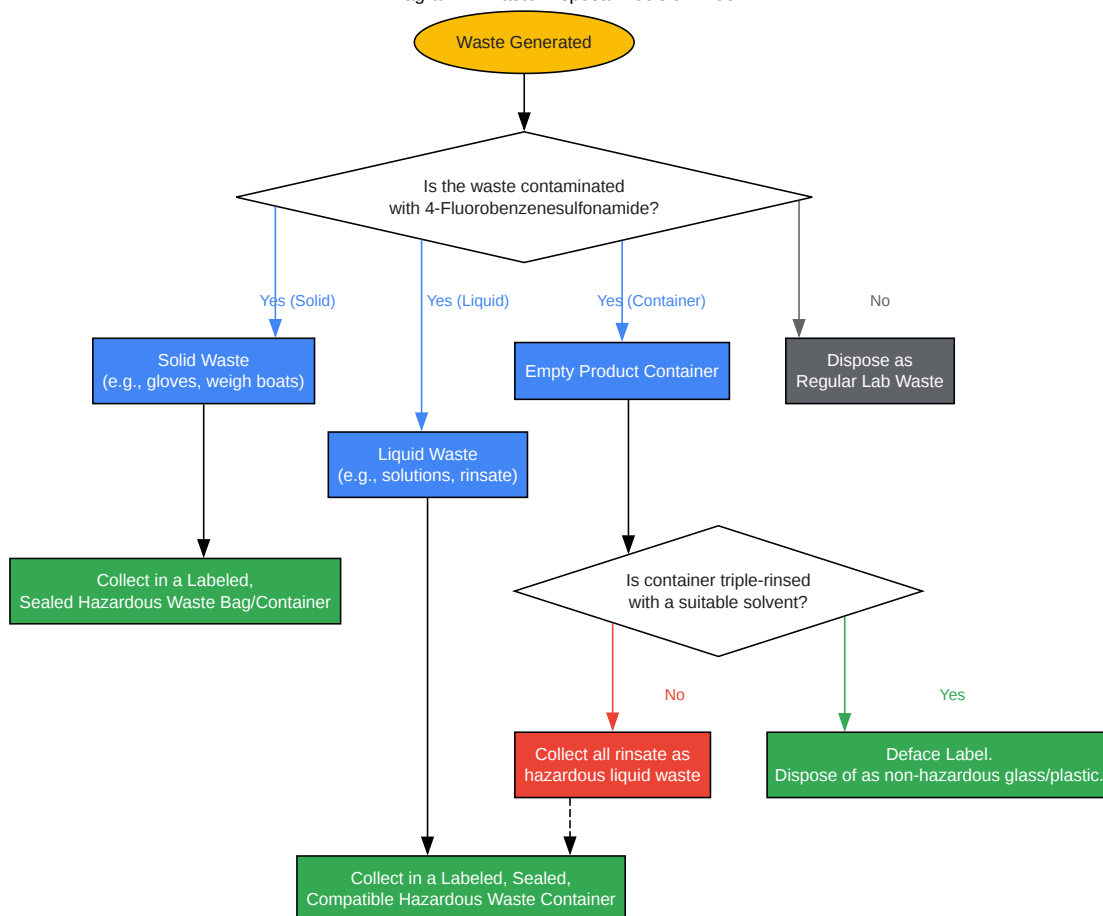 Waste Generated
Is the waste contaminated
with 4-Fluorobenzenesulfonamide?
Yes (Solid)
Yes (Liquid)
Yes (Container)
No
Solid Waste
(e.g., gloves, weigh boats)
Empty Product Container
Dispose as
Regular Lab Waste
Liquid Waste
(e.g., solutions, rinsate)
Collect in a Labeled,
Sealed Hazardous Waste Bag/Container
Is container triple-rinsed
with a suitable solvent?
No
Yes
Collect all rinsate as
hazardous liquid waste
Deface Label.
Dispose of as non-hazardous glass/plastic.
Collect in a Labeled, Sealed,
Compatible Hazardous Waste Container